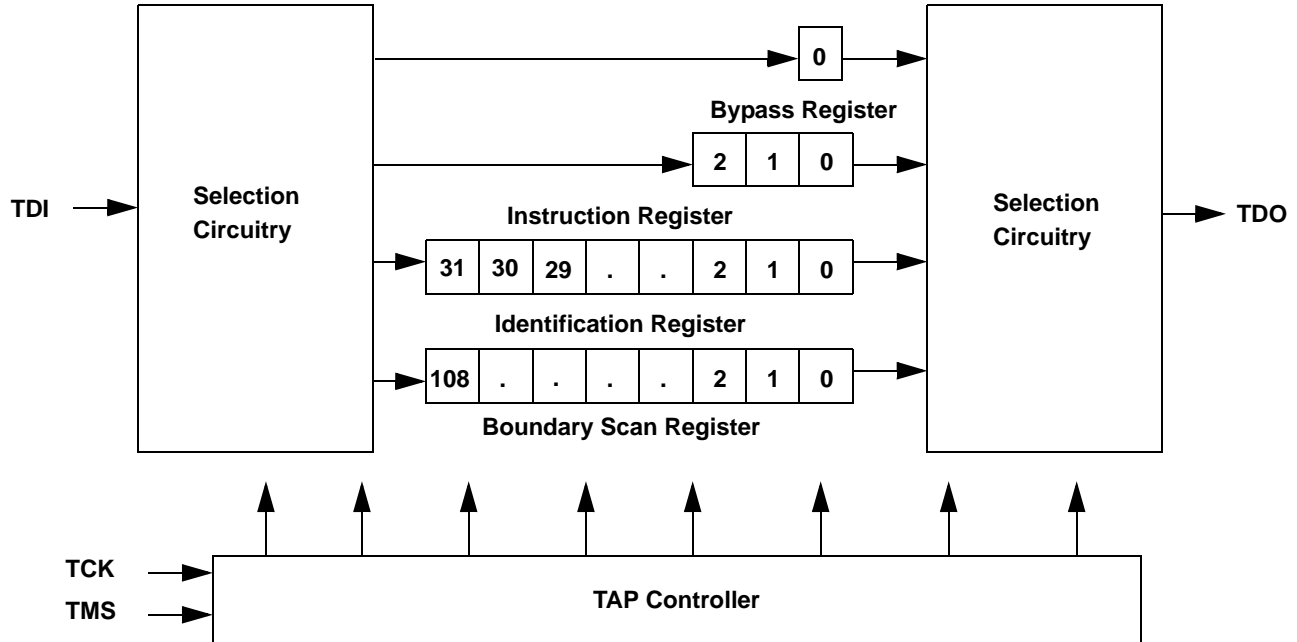 0
Bypass Register
2 1 0
TDI
Selection
Circuitry
Selection
Circuitry
TDO
Instruction Register
31 30 29 . . 2 1 0
Identification Register
108 . . . . 2 1 0
Boundary Scan Register
TCK
TMS
TAP Controller